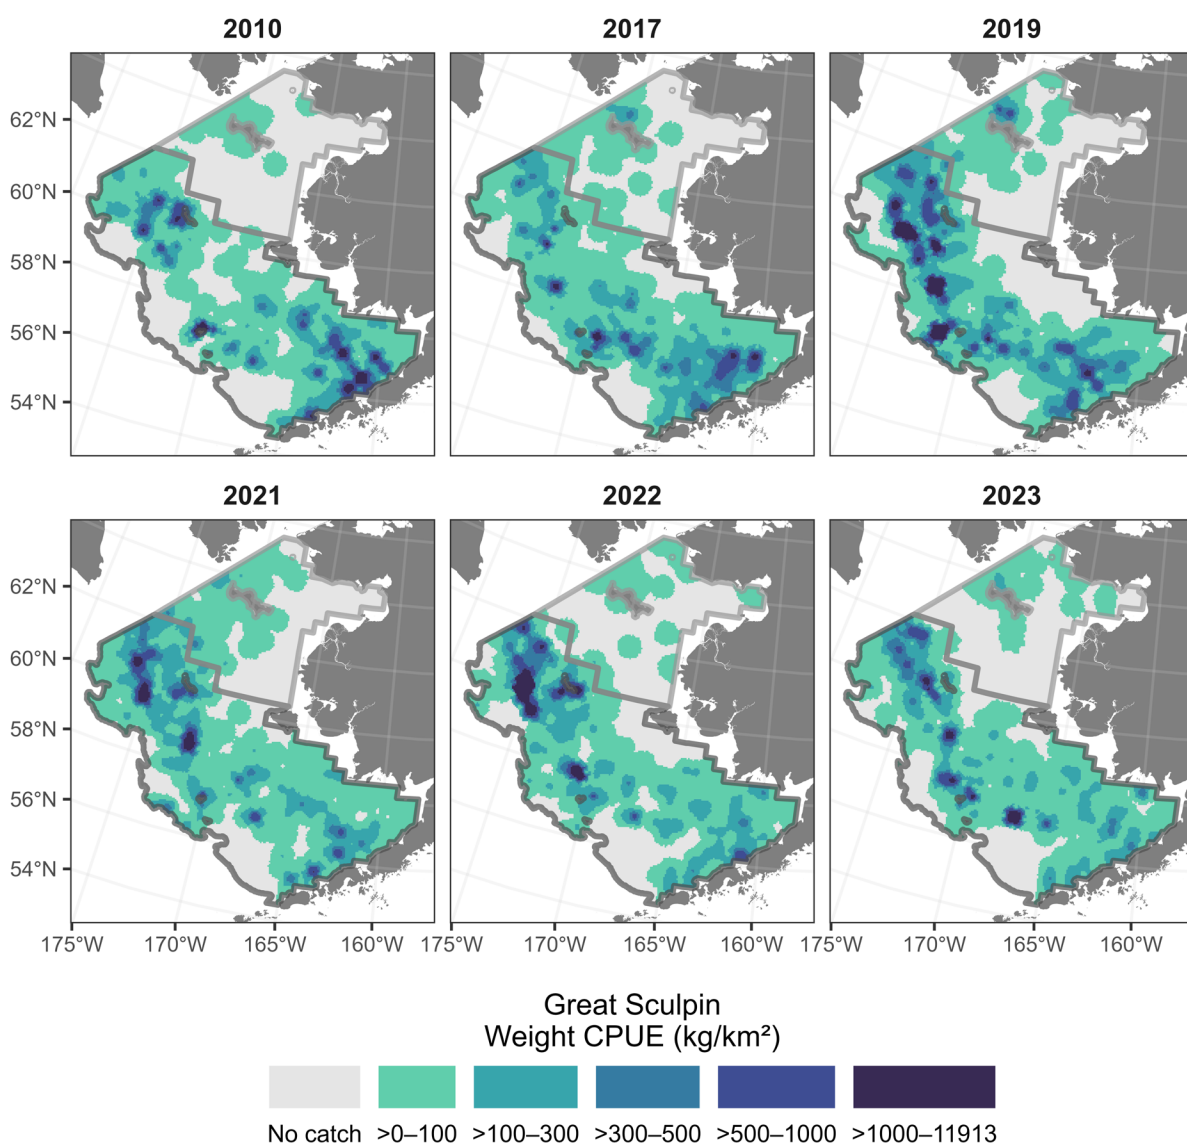 2010 2017 2019
62°N
60°N
58°N
56°N
54°N
2021 2022 2023
62°N
60°N
58°N
56°N
54°N
175°W 170°W 165°W 160°W 175°W 170°W 165°W 160°W 175°W 170°W 165°W 160°W
Great Sculpin
Weight CPUE (kg/km²)
No catch >0–100 >100–300 >300–500 >500–1000 >1000–11913